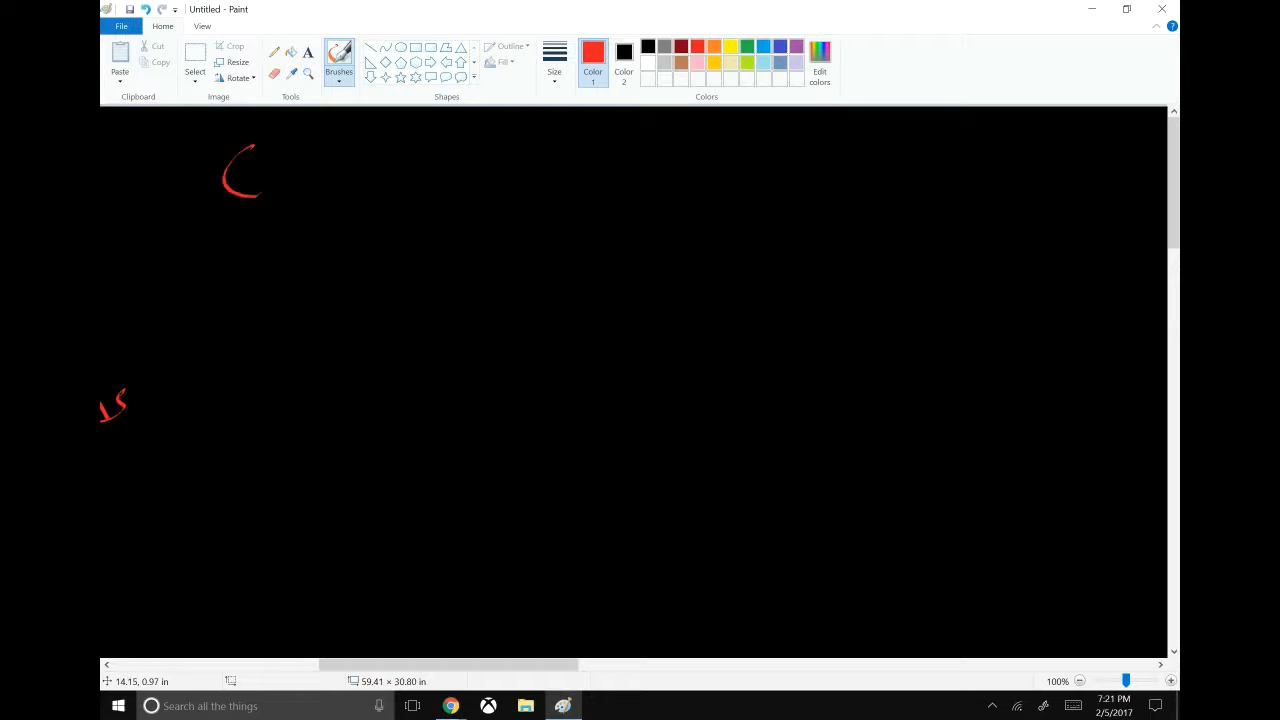 Untitled - Paint
File Home View
Paste Cut Copy Select Crop Resize Rotate Brushes Outline Fill Size Color 1 Color 2 Edit colors
Clipboard Image Tools Shapes Colors
C
14.15, 0.97 in 59.41 × 30.80 in 100%
Search all the things 7:21 PM
2/5/2017